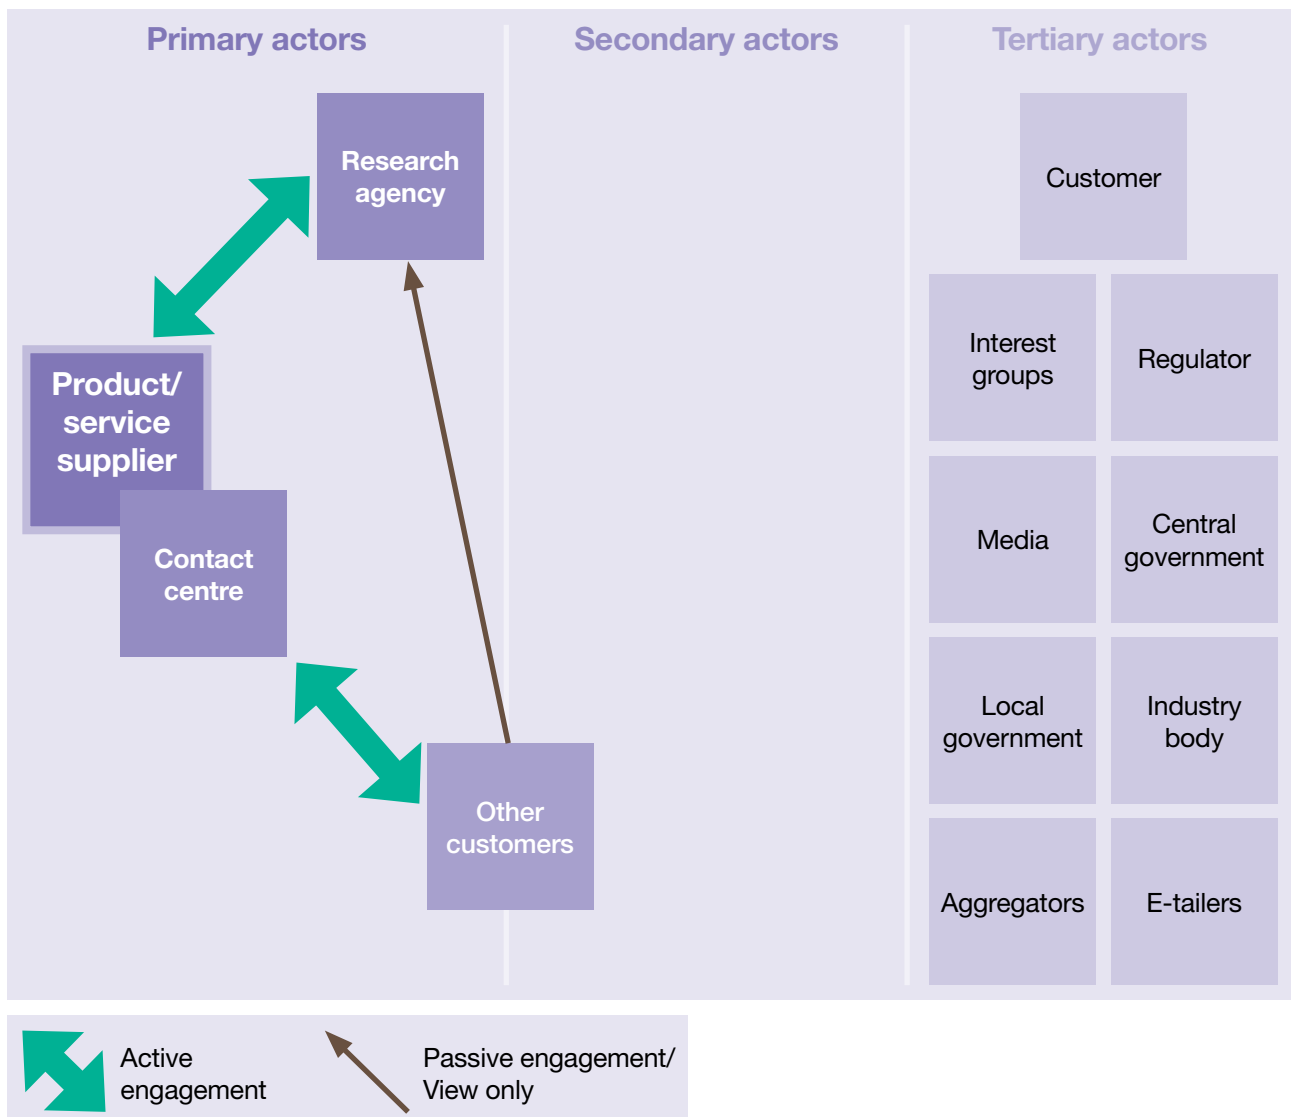 Primary actors
Secondary actors
Tertiary actors
Research
agency
Customer
Product/
service
supplier
Interest
groups
Regulator
Contact
centre
Media
Central
government
Other
customers
Local
government
Industry
body
Aggregators
E-tailers
Active
engagement
Passive engagement/
View only